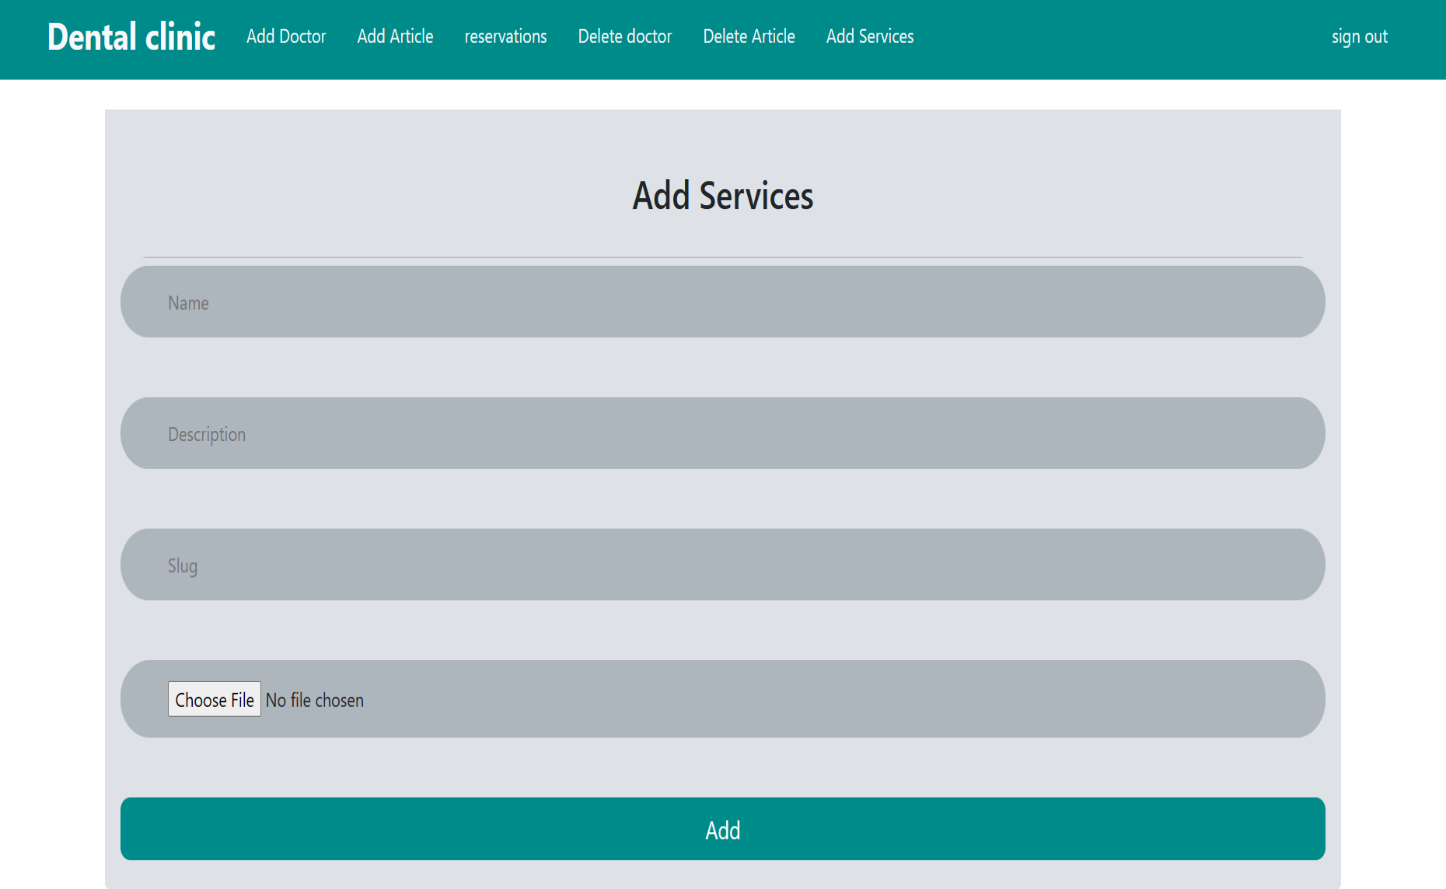 Dental clinic Add Doctor Add Article reservations Delete doctor Delete Article Add Services sign out
Add Services
Name
Description
Slug
Choose File No file chosen
Add